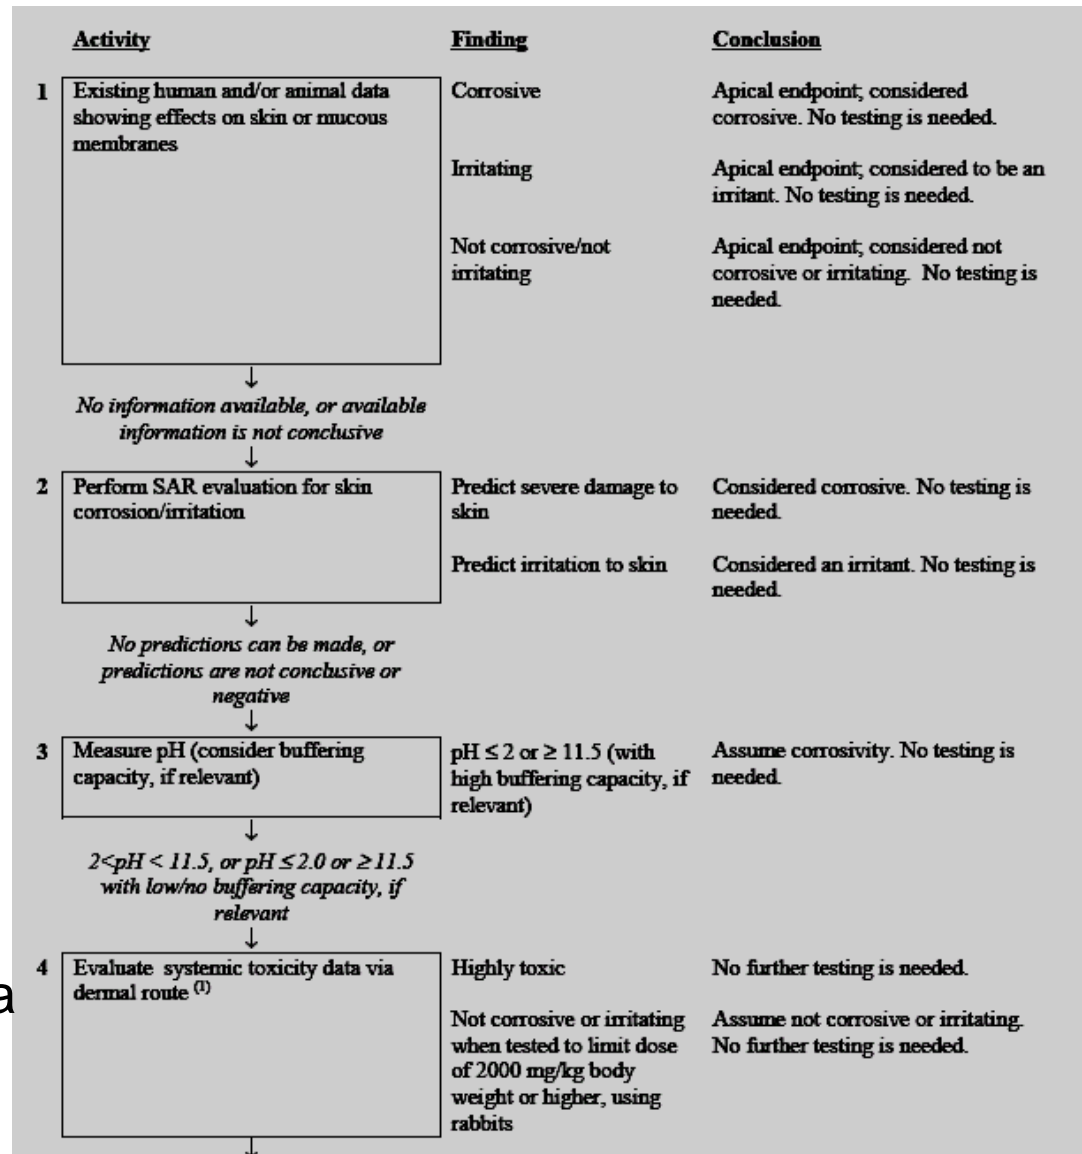 Activity Finding Conclusion
1 Existing human and/or animal data Corrosive Apical endpoint; considered
showing effects on skin or mucous corrosive. No testing is needed.
membranes
Irritating Apical endpoint; considered to be an
irritant. No testing is needed.
Not corrosive/not Apical endpoint; considered not
irritating corrosive or irritating. No testing is
needed.
↓
No information available, or available
information is not conclusive
↓
2 Perform SAR evaluation for skin Predict severe damage to Considered corrosive. No testing is
corrosion/irritation skin needed.
Predict irritation to skin Considered an irritant. No testing is
needed.
↓
No predictions can be made, or
predictions are not conclusive or
negative
↓
3 Measure pH (consider buffering pH ≤ 2 or ≥ 11.5 (with Assume corrosivity. No testing is
capacity, if relevant) high buffering capacity, if needed.
relevant)
↓
2<pH < 11.5, or pH ≤ 2.0 or ≥ 11.5
with low/no buffering capacity, if
relevant
↓
4 Evaluate systemic toxicity data via Highly toxic No further testing is needed.
a dermal route (1)
Not corrosive or irritating Assume not corrosive or irritating.
when tested to limit dose No further testing is needed.
of 2000 mg/kg body
weight or higher, using
rabbits
↓